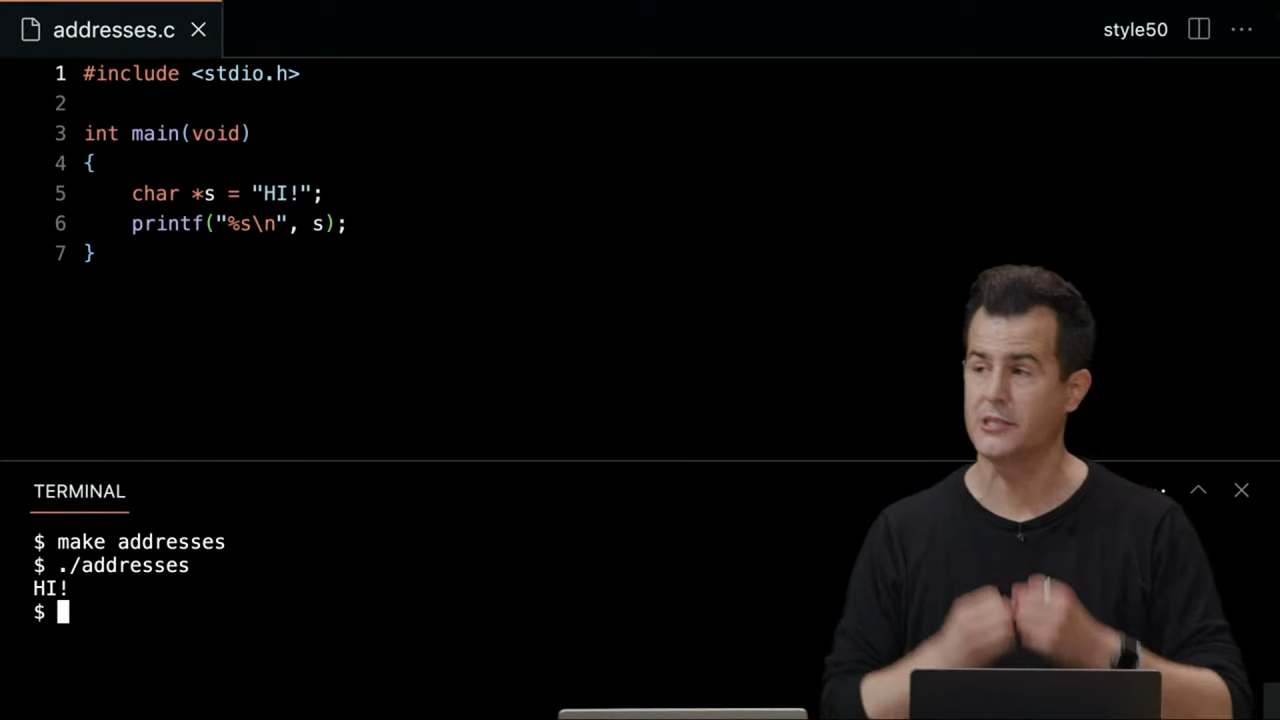 addresses.c
style50
1 #include <stdio.h>
2
3 int main(void)
4 {
5     char *s = "HI!";
6     printf("%s\n", s);
7 }
TERMINAL
$ make addresses
$ ./addresses
HI!
$